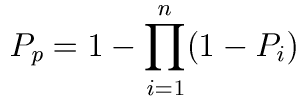 $P_p = 1 - \prod_{i=1}^{n} (1 - P_i)$